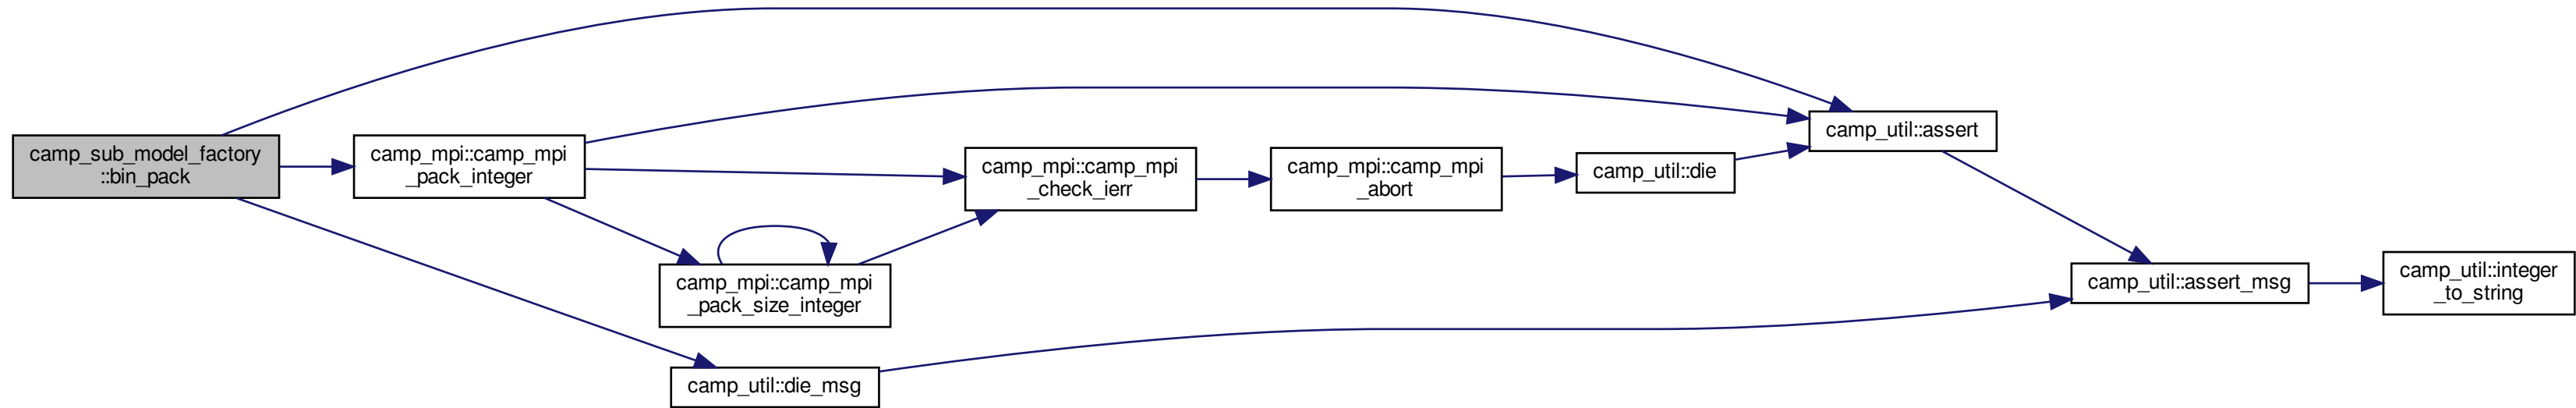 camp_sub_model_factory
::bin_pack
camp_mpi::camp_mpi
_pack_integer
camp_mpi::camp_mpi
_pack_size_integer
camp_util::die_msg
camp_mpi::camp_mpi
_check_ierr
camp_mpi::camp_mpi
_abort
camp_util::die
camp_util::assert
camp_util::assert_msg
camp_util::integer
_to_string